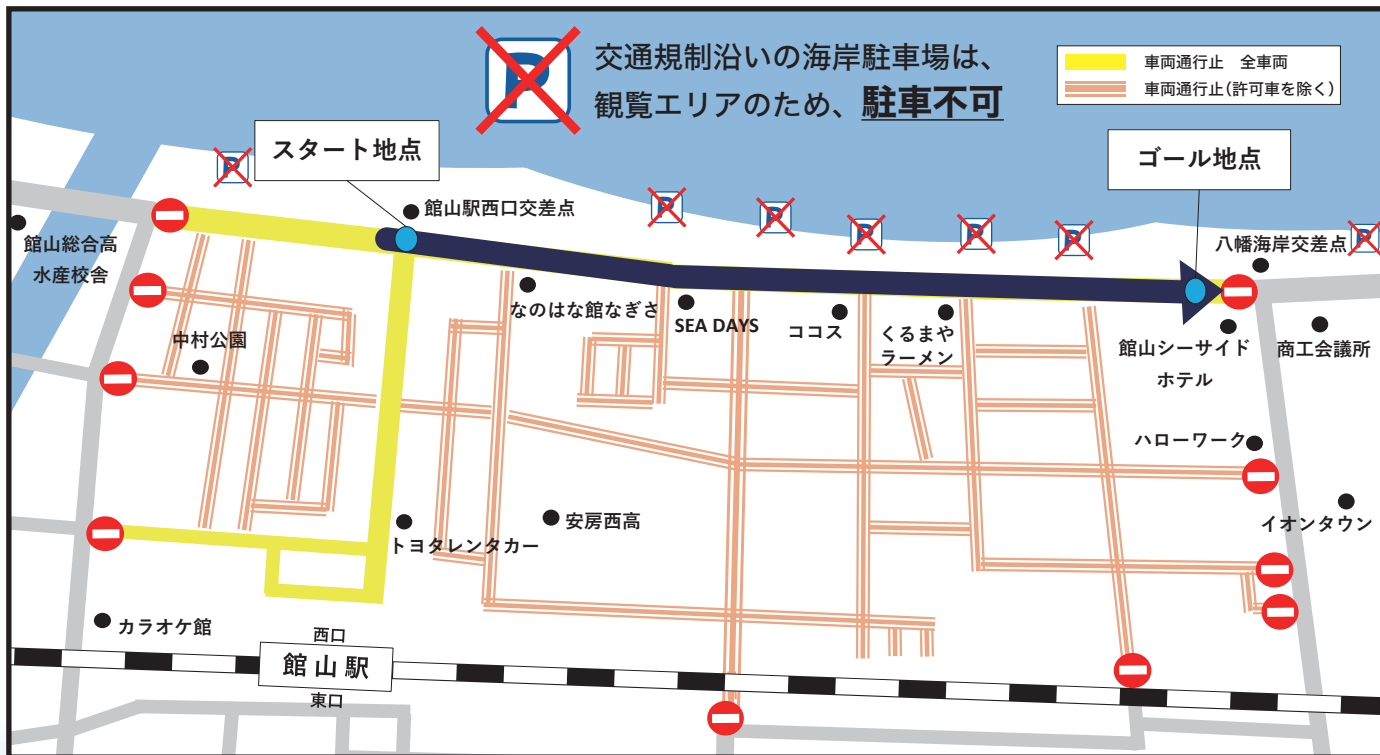 P
交通規制沿いの海岸駐車場は、
観覧エリアのため、駐車不可
車両通行止　全車両
車両通行止(許可車を除く)
スタート地点
ゴール地点
P
P
P
P
P
P
P
館山駅西口交差点
八幡海岸交差点
館山総合高
水産校舎
なのはな館なぎさ
SEA DAYS
ココス
くるまや
ラーメン
館山シーサイド
ホテル
商工会議所
中村公園
ハローワーク
イオンタウン
トヨタレンタカー
安房西高
カラオケ館
西口
館山駅
東口